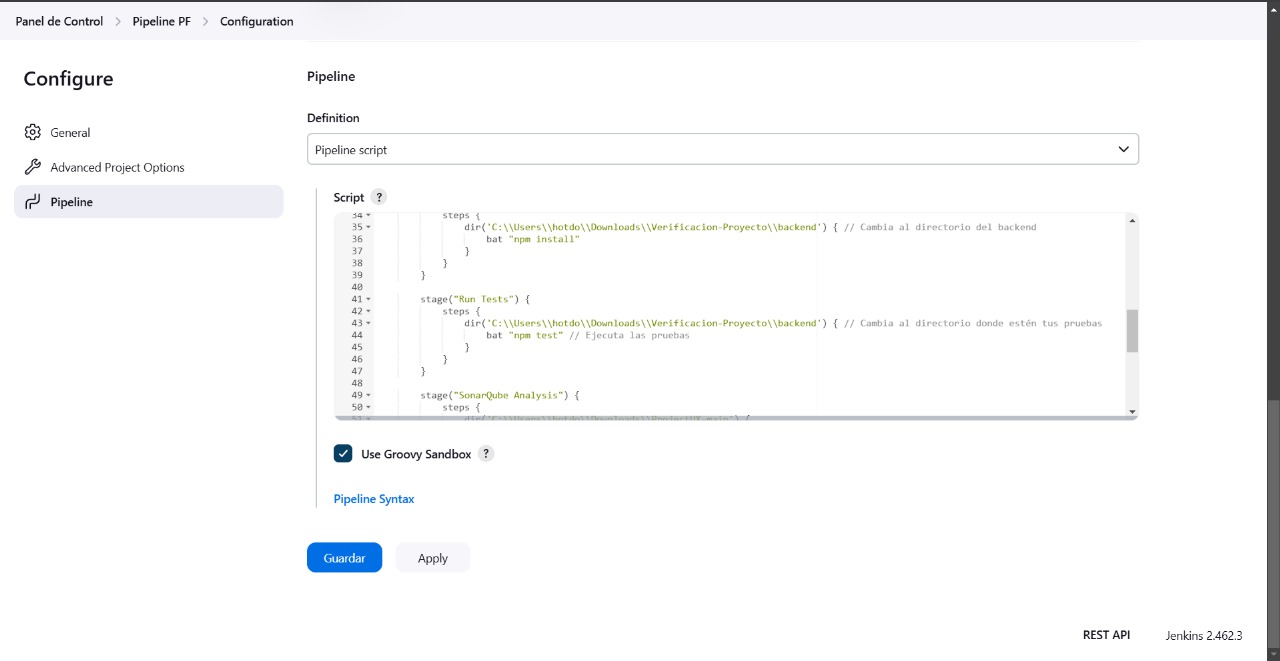 Panel de Control > Pipeline PF > Configuration
Configure
General
Advanced Project Options
Pipeline
Pipeline
Definition
Pipeline script
Script ?
34 steps {
35 dir('C:\\Users\\hotdo\\Downloads\\Verificacion-Proyecto\\backend') { // Cambia al directorio del backend
36 bat "npm install"
37 }
38 }
39 }
40
41 stage("Run Tests") {
42 steps {
43 dir('C:\\Users\\hotdo\\Downloads\\Verificacion-Proyecto\\backend') { // Cambia al directorio donde estén tus pruebas
44 bat "npm test" // Ejecuta las pruebas
45 }
46 }
47 }
48
49 stage("SonarQube Analysis") {
50 steps {
Use Groovy Sandbox ?
Pipeline Syntax
Guardar
Apply
REST API
Jenkins 2.462.3